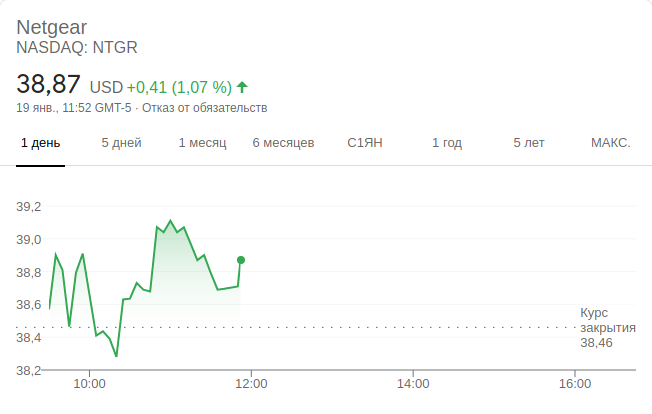 Netgear
NASDAQ: NTGR
38,87 USD +0,41 (1,07 %)
19 янв., 11:52 GMT-5 · Отказ от обязательств
1 день 5 дней 1 месяц 6 месяцев С1ЯН 1 год 5 лет МАКС.
39,2
39,0
38,8
38,6
38,4
38,2
Курс
закрытия
38,46
10:00 12:00 14:00 16:00